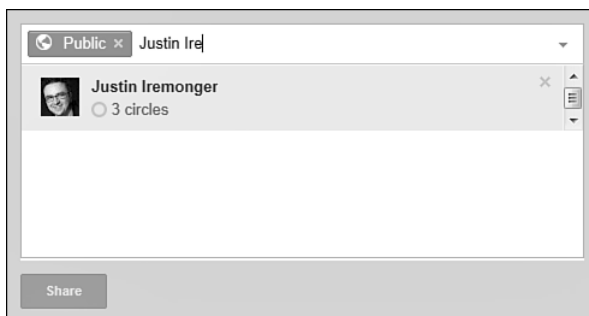 Public × Justin Ire
Justin Iremonger
3 circles
Share